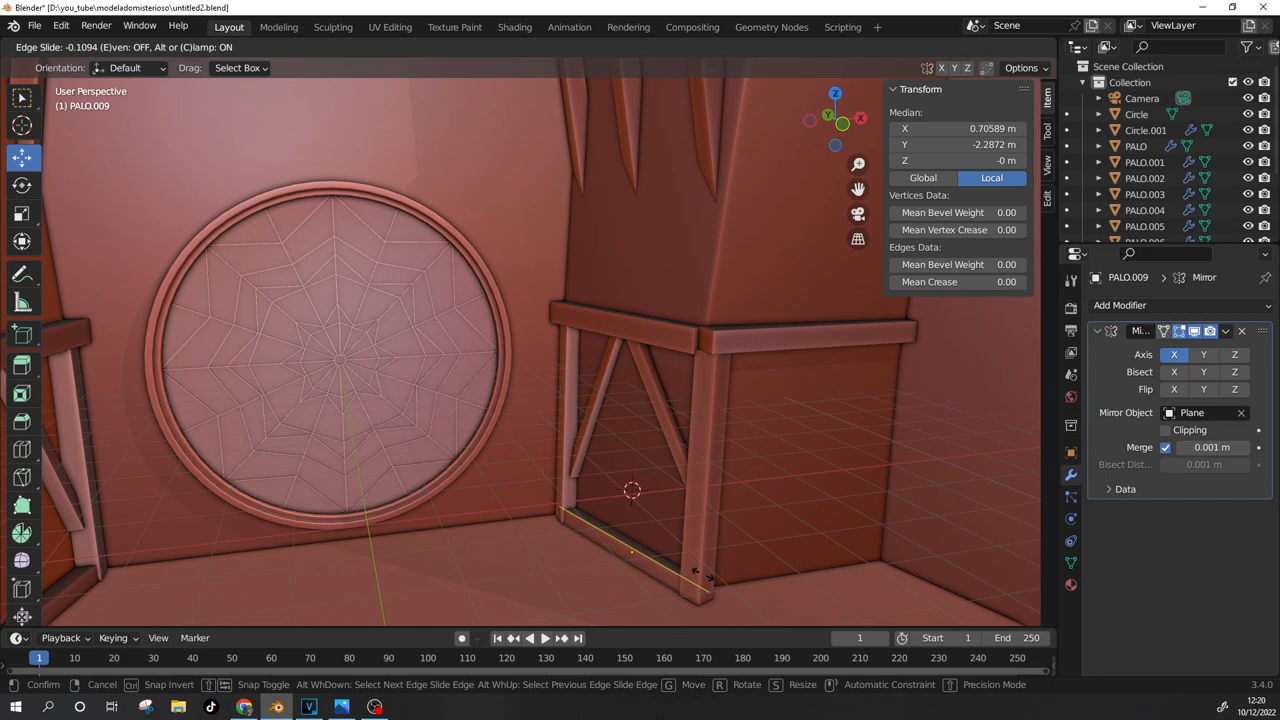 Blender* [D:\you_tube\modeladomisterioso\untitled2.blend]
File Edit Render Window Help Layout Modeling Sculpting UV Editing Texture Paint Shading Animation Rendering Compositing Geometry Nodes Scripting Scene ViewLayer
Edge Slide: -0.1094 (E)ven: OFF, Alt or (C)lamp: ON
Orientation: Default Drag: Select Box X Y Z Options
User Perspective
(1) PALO.009
Transform
Median:
X 0.70589 m
Y -2.2872 m
Z -0 m
Global Local
Vertices Data:
Mean Bevel Weight 0.00
Mean Vertex Crease 0.00
Edges Data:
Mean Bevel Weight 0.00
Mean Crease 0.00
Item
Tool
View
Edit
Z
Y
X
Scene Collection
Collection
Camera
Circle
Circle.001
PALO
PALO.001
PALO.002
PALO.003
PALO.004
PALO.005
PALO.009 Mirror
Add Modifier
Mi...
Axis X Y Z
Bisect X Y Z
Flip X Y Z
Mirror Object Plane
Clipping
Merge 0.001 m
Bisect Dist... 0.001 m
Data
Playback Keying View Marker 1 Start 1 End 250
1 10 20 30 40 50 60 70 80 90 100 110 120 130 140 150 160 170 180 190 200 210 220 230 240 250
Confirm Cancel Ctrl Snap Invert Snap Toggle Alt WhDown: Select Next Edge Slide Edge Alt WhUp: Select Previous Edge Slide Edge G Move R Rotate S Resize Automatic Constraint Precision Mode 3.4.0
12:20
10/12/2022